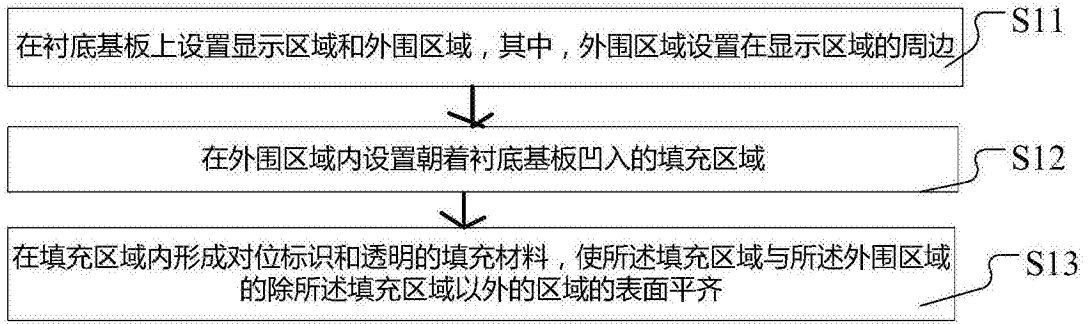 在衬底基板上设置显示区域和外围区域，其中，外围区域设置在显示区域的周边
S11
在外围区域内设置朝着衬底基板凹入的填充区域
S12
在填充区域内形成对位标识和透明的填充材料，使所述填充区域与所述外围区域
的除所述填充区域以外的区域的表面平齐
S13